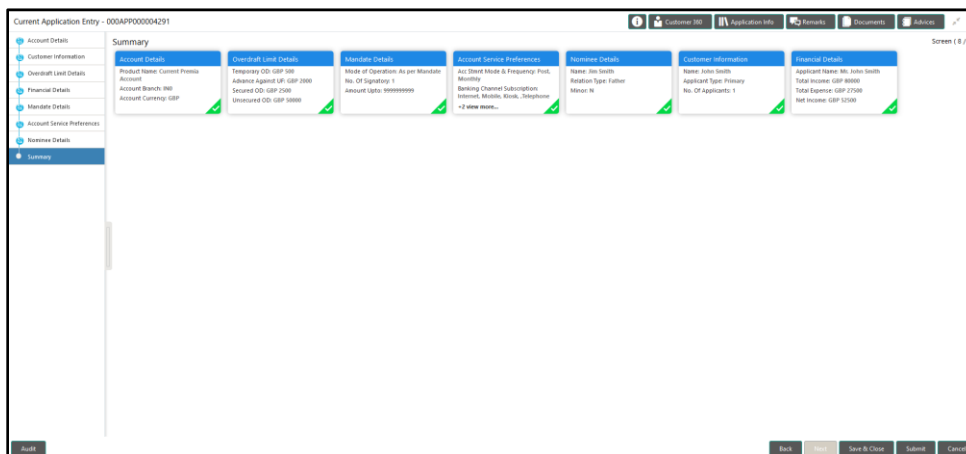 Current Application Entry - 000APP000004291
Customer 360
Application Info
Remarks
Documents
Advices
Account Details
Customer Information
Overdraft Limit Details
Financial Details
Mandate Details
Account Service Preferences
Nominee Details
Summary
Summary
Screen ( 8 /
Account Details
Product Name: Current Premia
Account
Account Branch: IND
Account Currency: GBP
Overdraft Limit Details
Temporary OD: GBP 500
Advance Against UF: GBP 2000
Secured OD: GBP 2500
Unsecured OD: GBP 50000
Mandate Details
Mode of Operation: As per Mandate
No. Of Signatory: 1
Amount Upto: 9999999999
Account Service Preferences
Acc Stmnt Mode & Frequency: Post,
Monthly
Banking Channel Subscription:
Internet, Mobile, Kiosk, ,Telephone
+2 view more...
Nominee Details
Name: Jim Smith
Relation Type: Father
Minor: N
Customer Information
Name: John Smith
Applicant Type: Primary
No. Of Applicants: 1
Financial Details
Applicant Name: Mr. John Smith
Total Income: GBP 80000
Total Expense: GBP 27500
Net Income: GBP 52500
Audit
Back
Next
Save & Close
Submit
Cancel